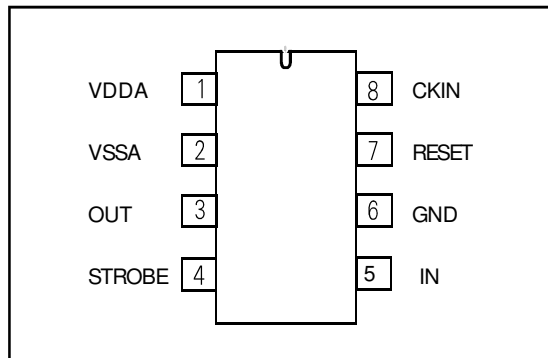 VDDA 1 8 CKIN
VSSA 2 7 RESET
OUT 3 6 GND
STROBE 4 5 IN